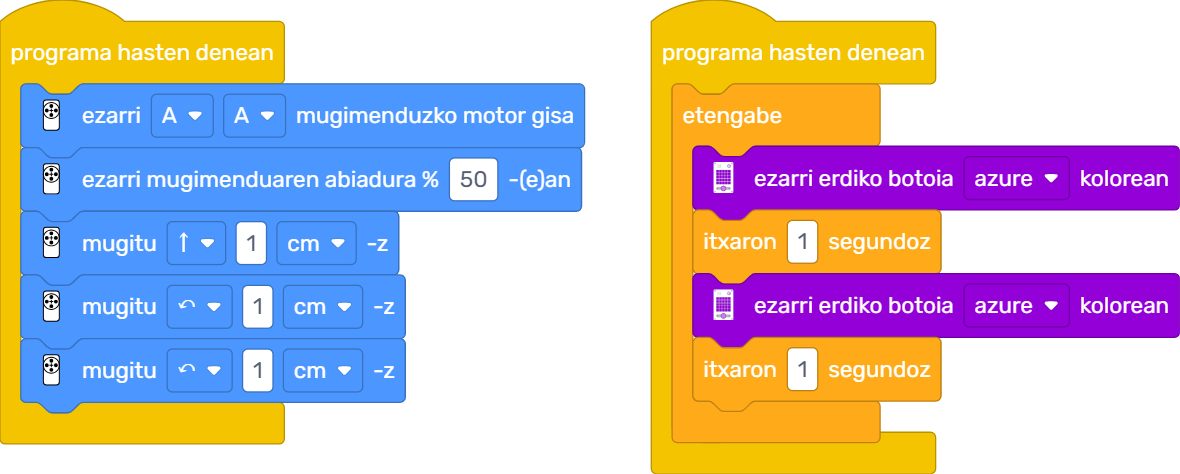 programa hasten denean
ezarri A A mugimenduzko motor gisa
ezarri mugimenduaren abiadura % 50 -(e)an
mugitu ↑ 1 cm -z
mugitu ↶ 1 cm -z
mugitu ↶ 1 cm -z
programa hasten denean
etengabe
ezarri erdiko botoia azure kolorean
itxaron 1 segundoz
ezarri erdiko botoia azure kolorean
itxaron 1 segundoz